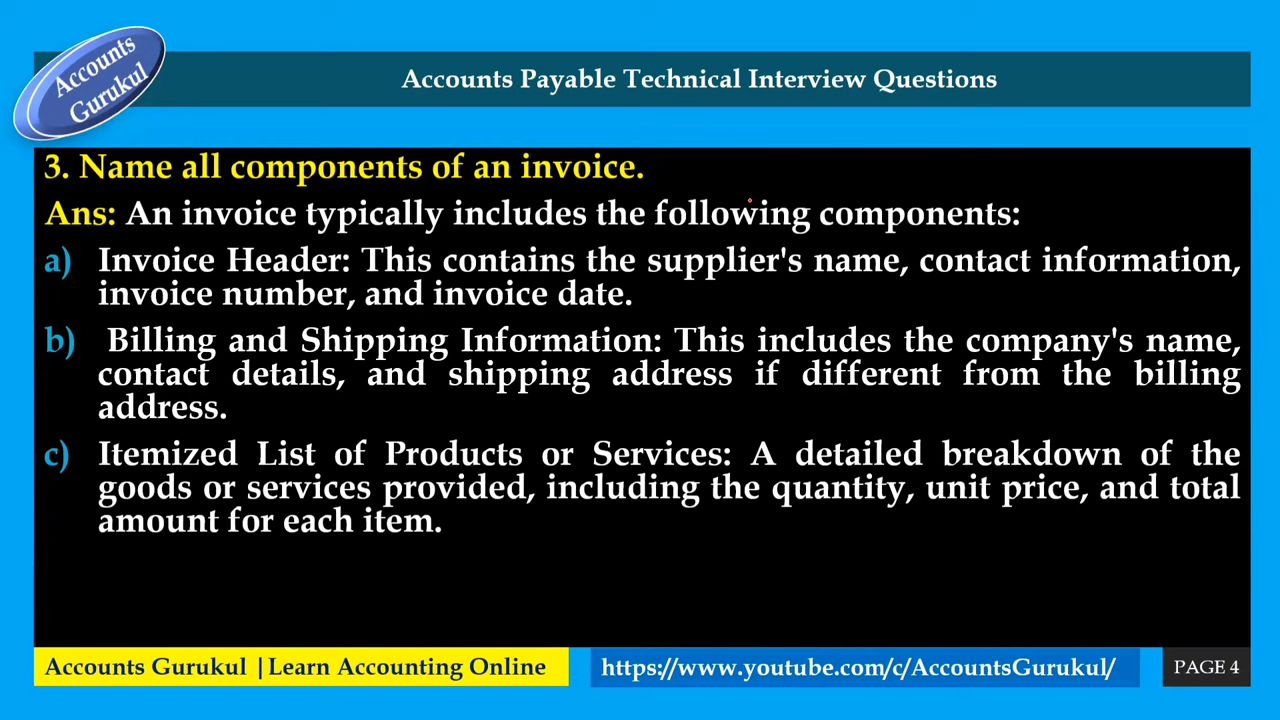 Accounts
Gurukul
Accounts Payable Technical Interview Questions
3. Name all components of an invoice.
Ans: An invoice typically includes the following components:
a) Invoice Header: This contains the supplier's name, contact information,
invoice number, and invoice date.
b) Billing and Shipping Information: This includes the company's name,
contact details, and shipping address if different from the billing
address.
c) Itemized List of Products or Services: A detailed breakdown of the
goods or services provided, including the quantity, unit price, and total
amount for each item.
Accounts Gurukul |Learn Accounting Online
https://www.youtube.com/c/AccountsGurukul/
PAGE 4